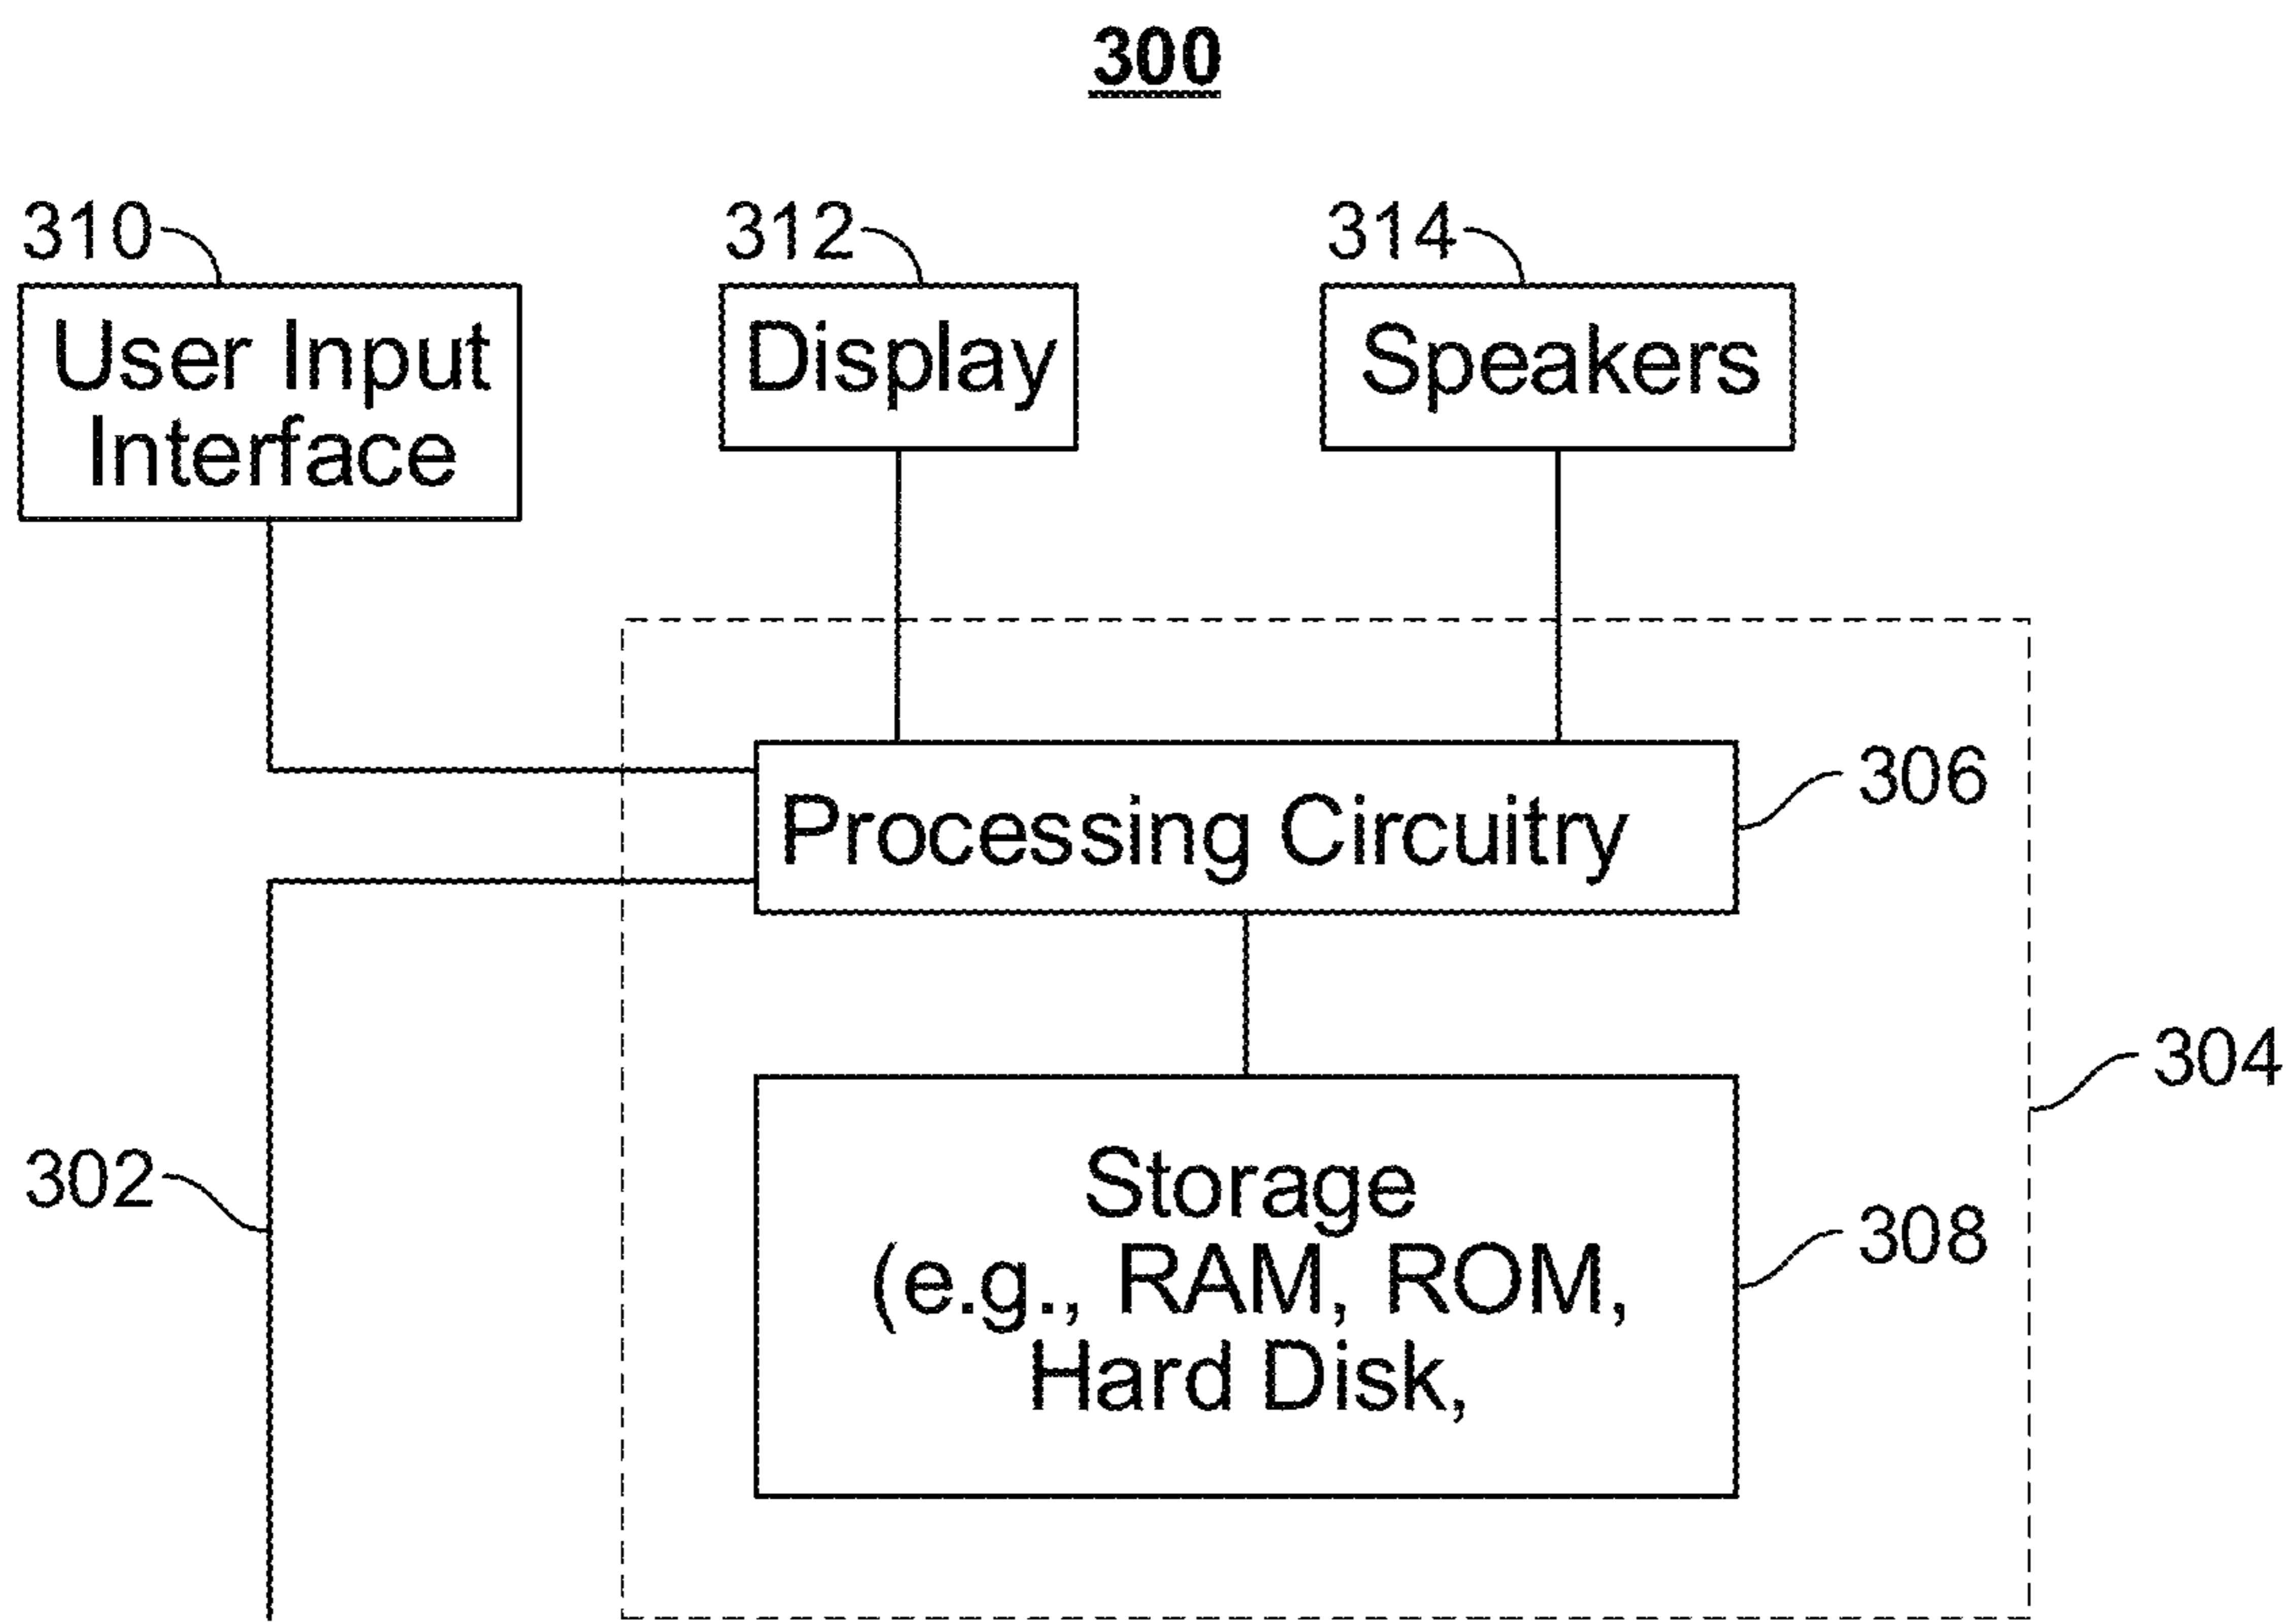 300
310
312
314
User Input
Interface
Display
Speakers
Processing Circuitry
306
304
302
Storage
(e.g., RAM, ROM,
Hard Disk,
308